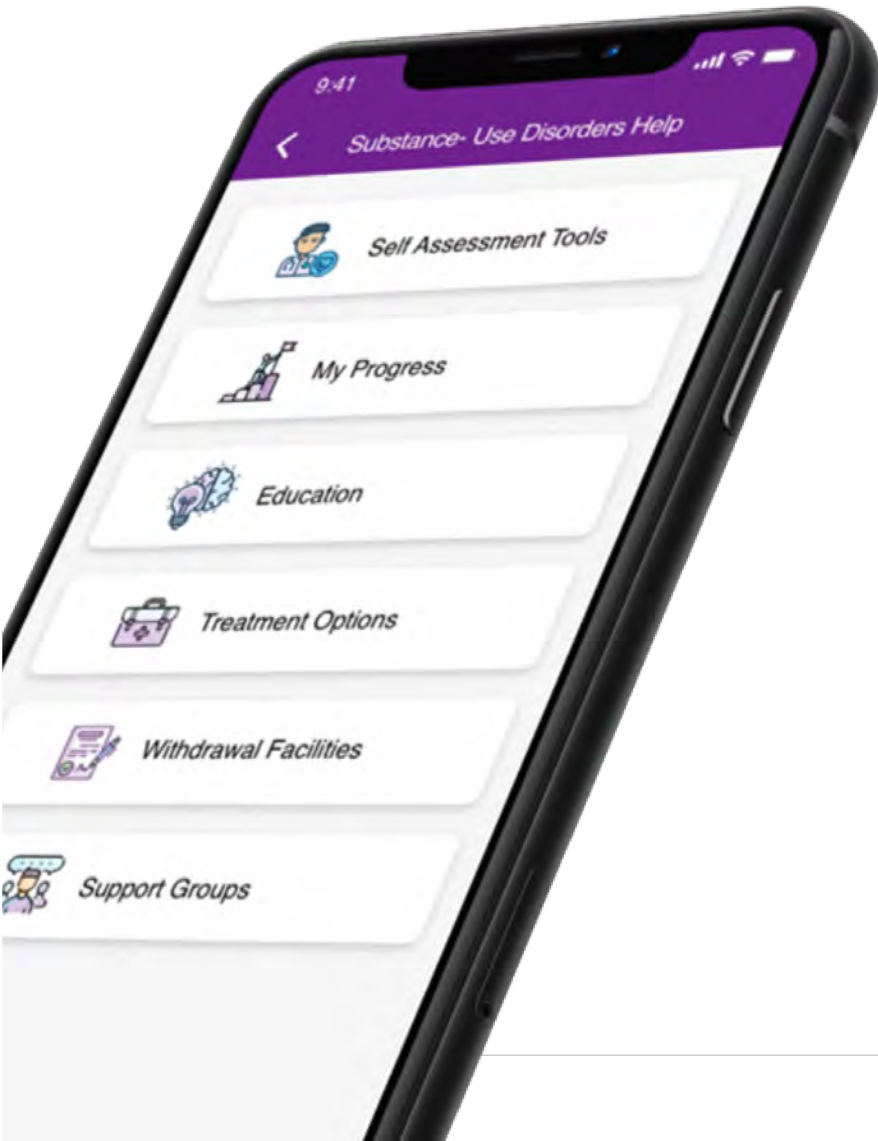 9:41
Substance- Use Disorders Help
Self Assessment Tools
My Progress
Education
Treatment Options
Withdrawal Facilities
Support Groups